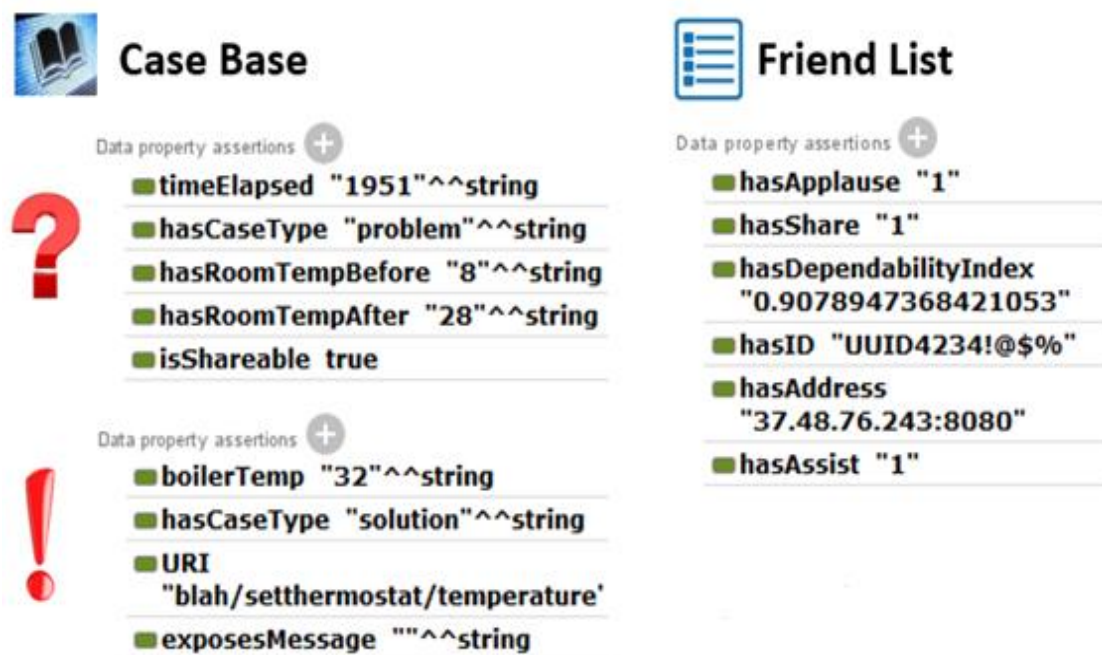 Case Base
Data property assertions
timeElapsed "1951"^^string
hasCaseType "problem"^^string
hasRoomTempBefore "8"^^string
hasRoomTempAfter "28"^^string
isShareable true
Data property assertions
boilerTemp "32"^^string
hasCaseType "solution"^^string
URI
"blah/setthermostat/temperature'
exposesMessage ""^^string
Friend List
Data property assertions
hasApplause "1"
hasShare "1"
hasDependabilityIndex
"0.9078947368421053"
hasID "UUID4234!@$%"
hasAddress
"37.48.76.243:8080"
hasAssist "1"